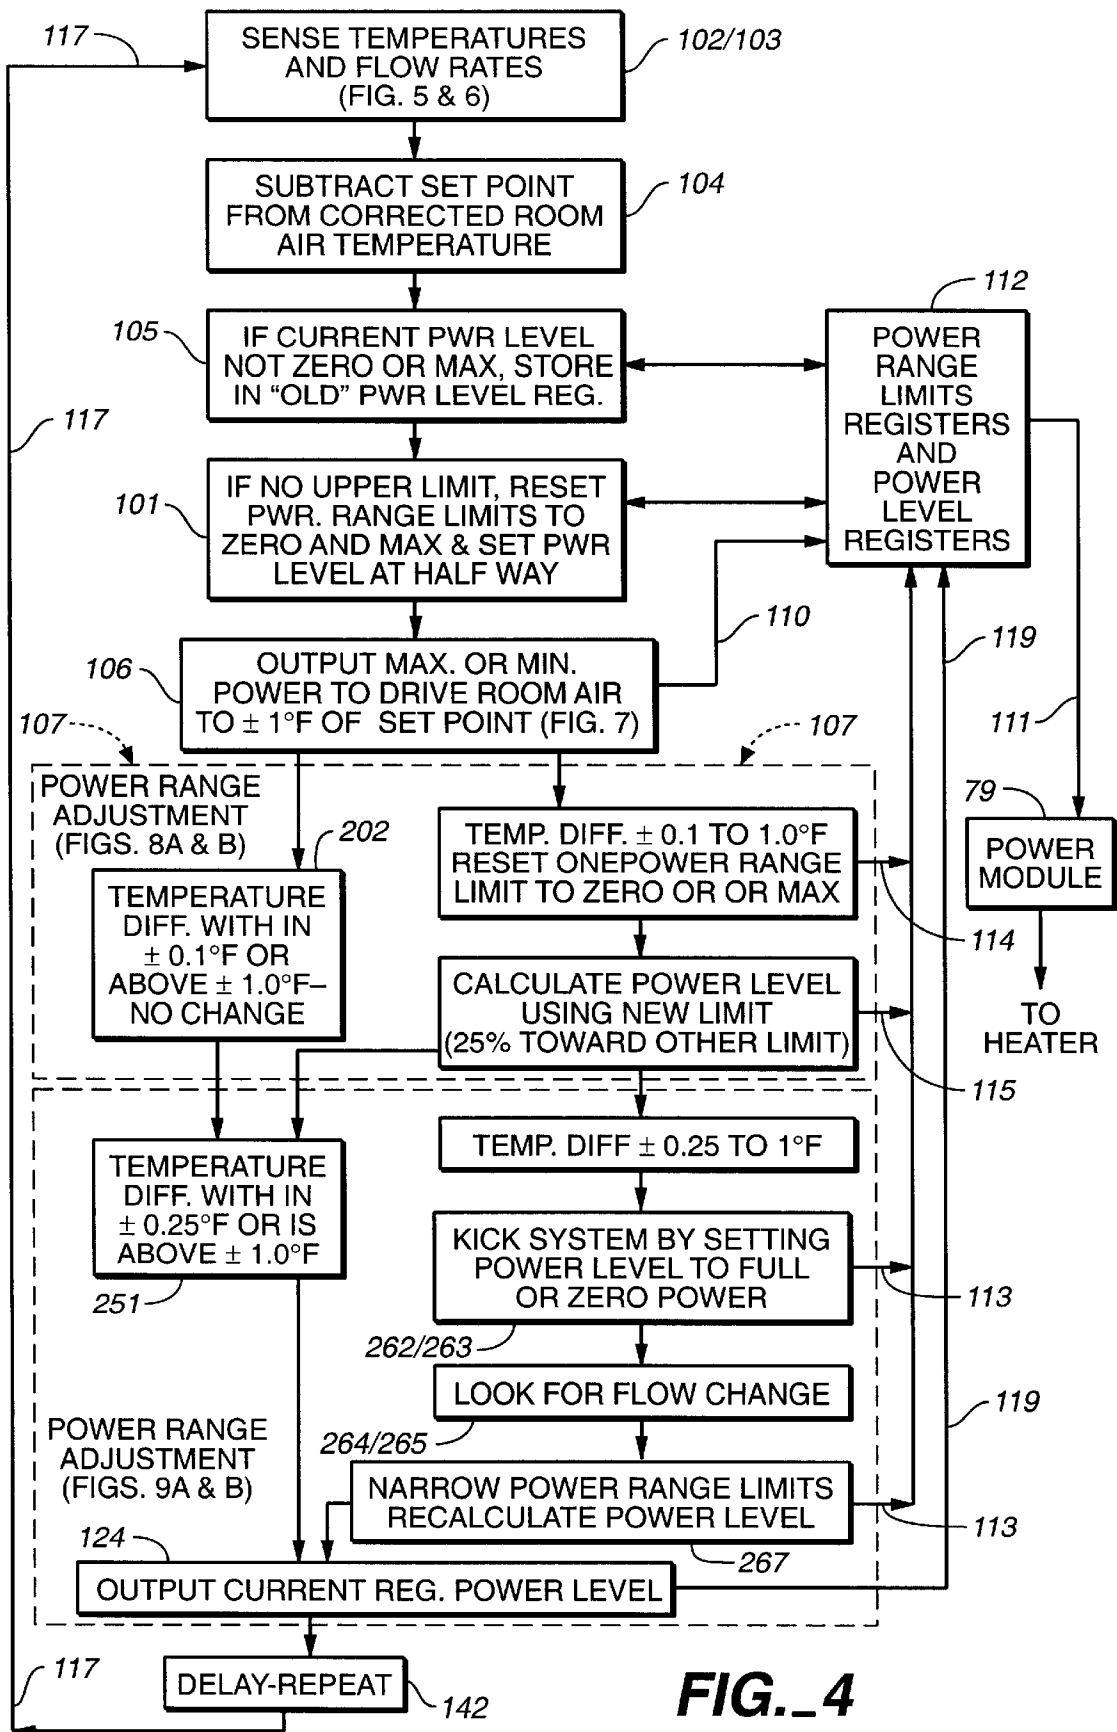 117
SENSE TEMPERATURES
AND FLOW RATES
(FIG. 5 & 6)
102/103
SUBTRACT SET POINT
FROM CORRECTED ROOM
AIR TEMPERATURE
104
105
IF CURRENT PWR LEVEL
NOT ZERO OR MAX, STORE
IN “OLD” PWR LEVEL REG.
112
POWER
RANGE
LIMITS
REGISTERS
AND
POWER
LEVEL
REGISTERS
117
101
IF NO UPPER LIMIT, RESET
PWR. RANGE LIMITS TO
ZERO AND MAX & SET PWR
LEVEL AT HALF WAY
110
119
111
106
OUTPUT MAX. OR MIN.
POWER TO DRIVE ROOM AIR
TO ± 1°F OF SET POINT (FIG. 7)
107
107
POWER RANGE
ADJUSTMENT
(FIGS. 8A & B)
202
TEMPERATURE
DIFF. WITH IN
± 0.1°F OR
ABOVE ± 1.0°F–
NO CHANGE
TEMP. DIFF. ± 0.1 TO 1.0°F
RESET ONEPOWER RANGE
LIMIT TO ZERO OR OR MAX
114
79
POWER
MODULE
TO
HEATER
CALCULATE POWER LEVEL
USING NEW LIMIT
(25% TOWARD OTHER LIMIT)
115
TEMPERATURE
DIFF. WITH IN
± 0.25°F OR IS
ABOVE ± 1.0°F
251
TEMP. DIFF ± 0.25 TO 1°F
KICK SYSTEM BY SETTING
POWER LEVEL TO FULL
OR ZERO POWER
113
262/263
LOOK FOR FLOW CHANGE
264/265
119
POWER RANGE
ADJUSTMENT
(FIGS. 9A & B)
NARROW POWER RANGE LIMITS
RECALCULATE POWER LEVEL
113
267
124
OUTPUT CURRENT REG. POWER LEVEL
117
DELAY-REPEAT
142
FIG._4